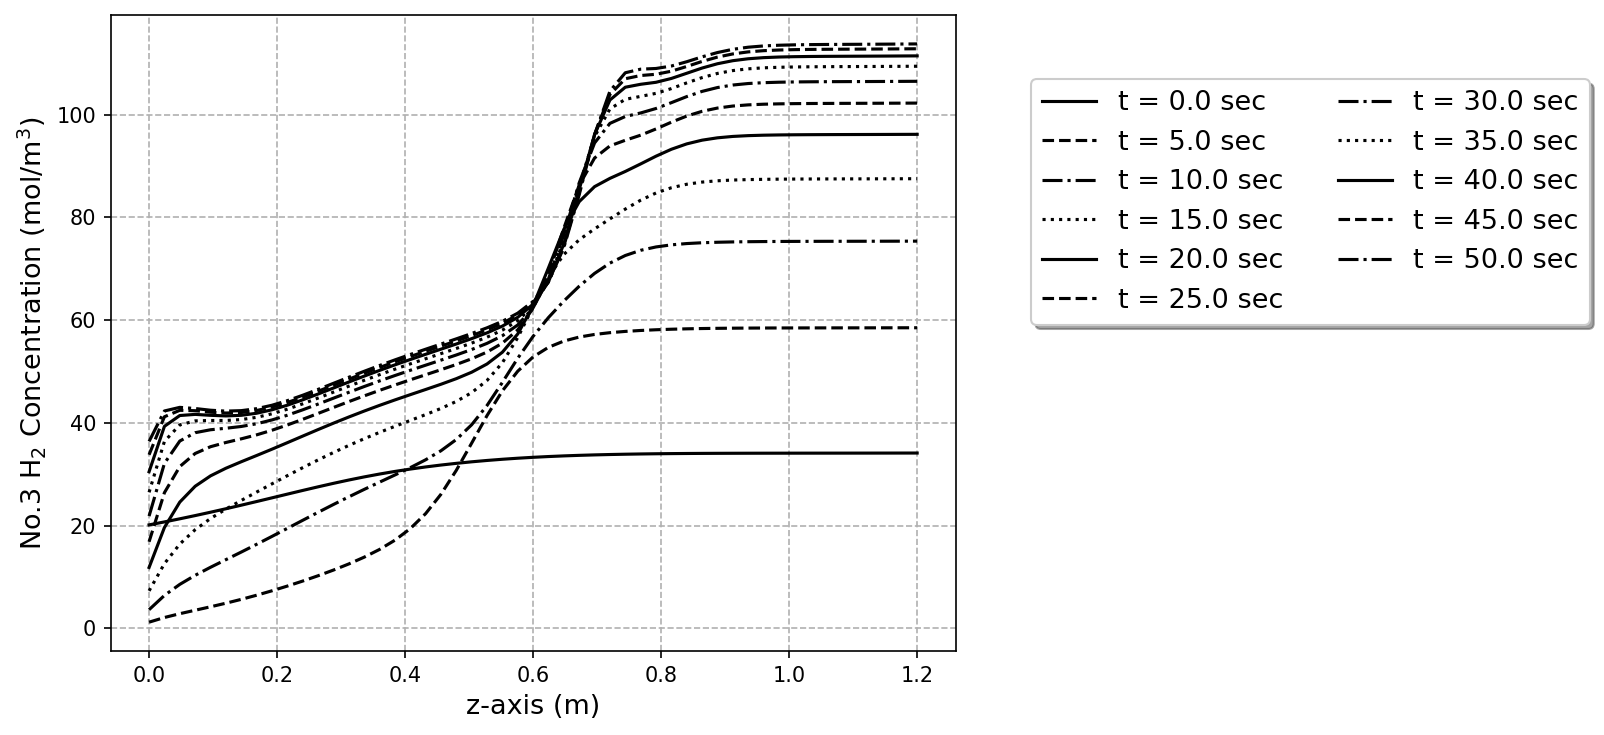 No.3 H₂ Concentration (mol/m³)
100
80
60
40
20
0
0.0 0.2 0.4 0.6 0.8 1.0 1.2
z-axis (m)
t = 0.0 sec
t = 5.0 sec
t = 10.0 sec
t = 15.0 sec
t = 20.0 sec
t = 25.0 sec
t = 30.0 sec
t = 35.0 sec
t = 40.0 sec
t = 45.0 sec
t = 50.0 sec